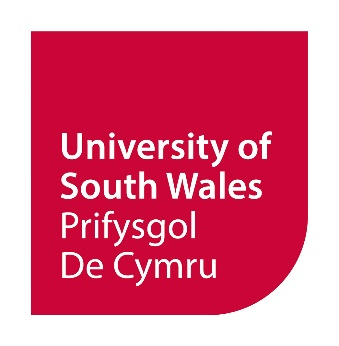 University of
South Wales
Prifysgol
De Cymru